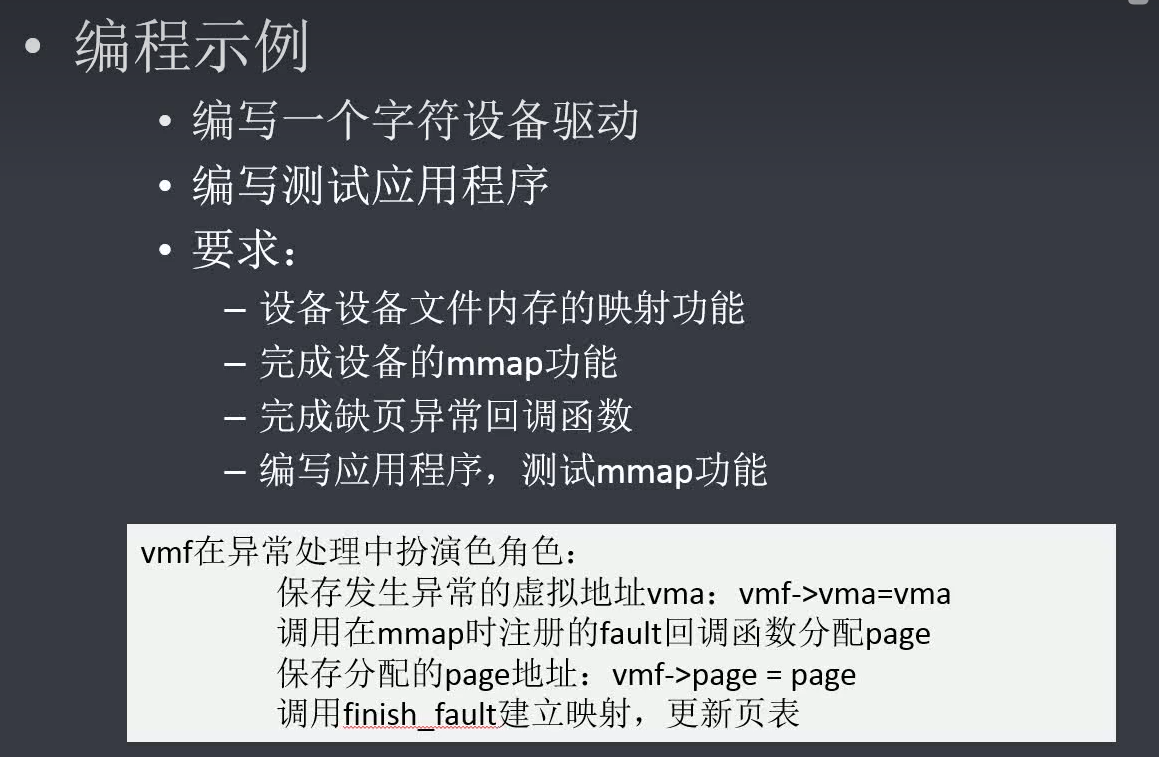 • 编程示例
• 编写一个字符设备驱动
• 编写测试应用程序
• 要求：
– 设备设备文件内存的映射功能
– 完成设备的mmap功能
– 完成缺页异常回调函数
– 编写应用程序，测试mmap功能
vmf在异常处理中扮演色角色：
保存发生异常的虚拟地址vma：vmf->vma=vma
调用在mmap时注册的fault回调函数分配page
保存分配的page地址：vmf->page = page
调用finish_fault建立映射，更新页表